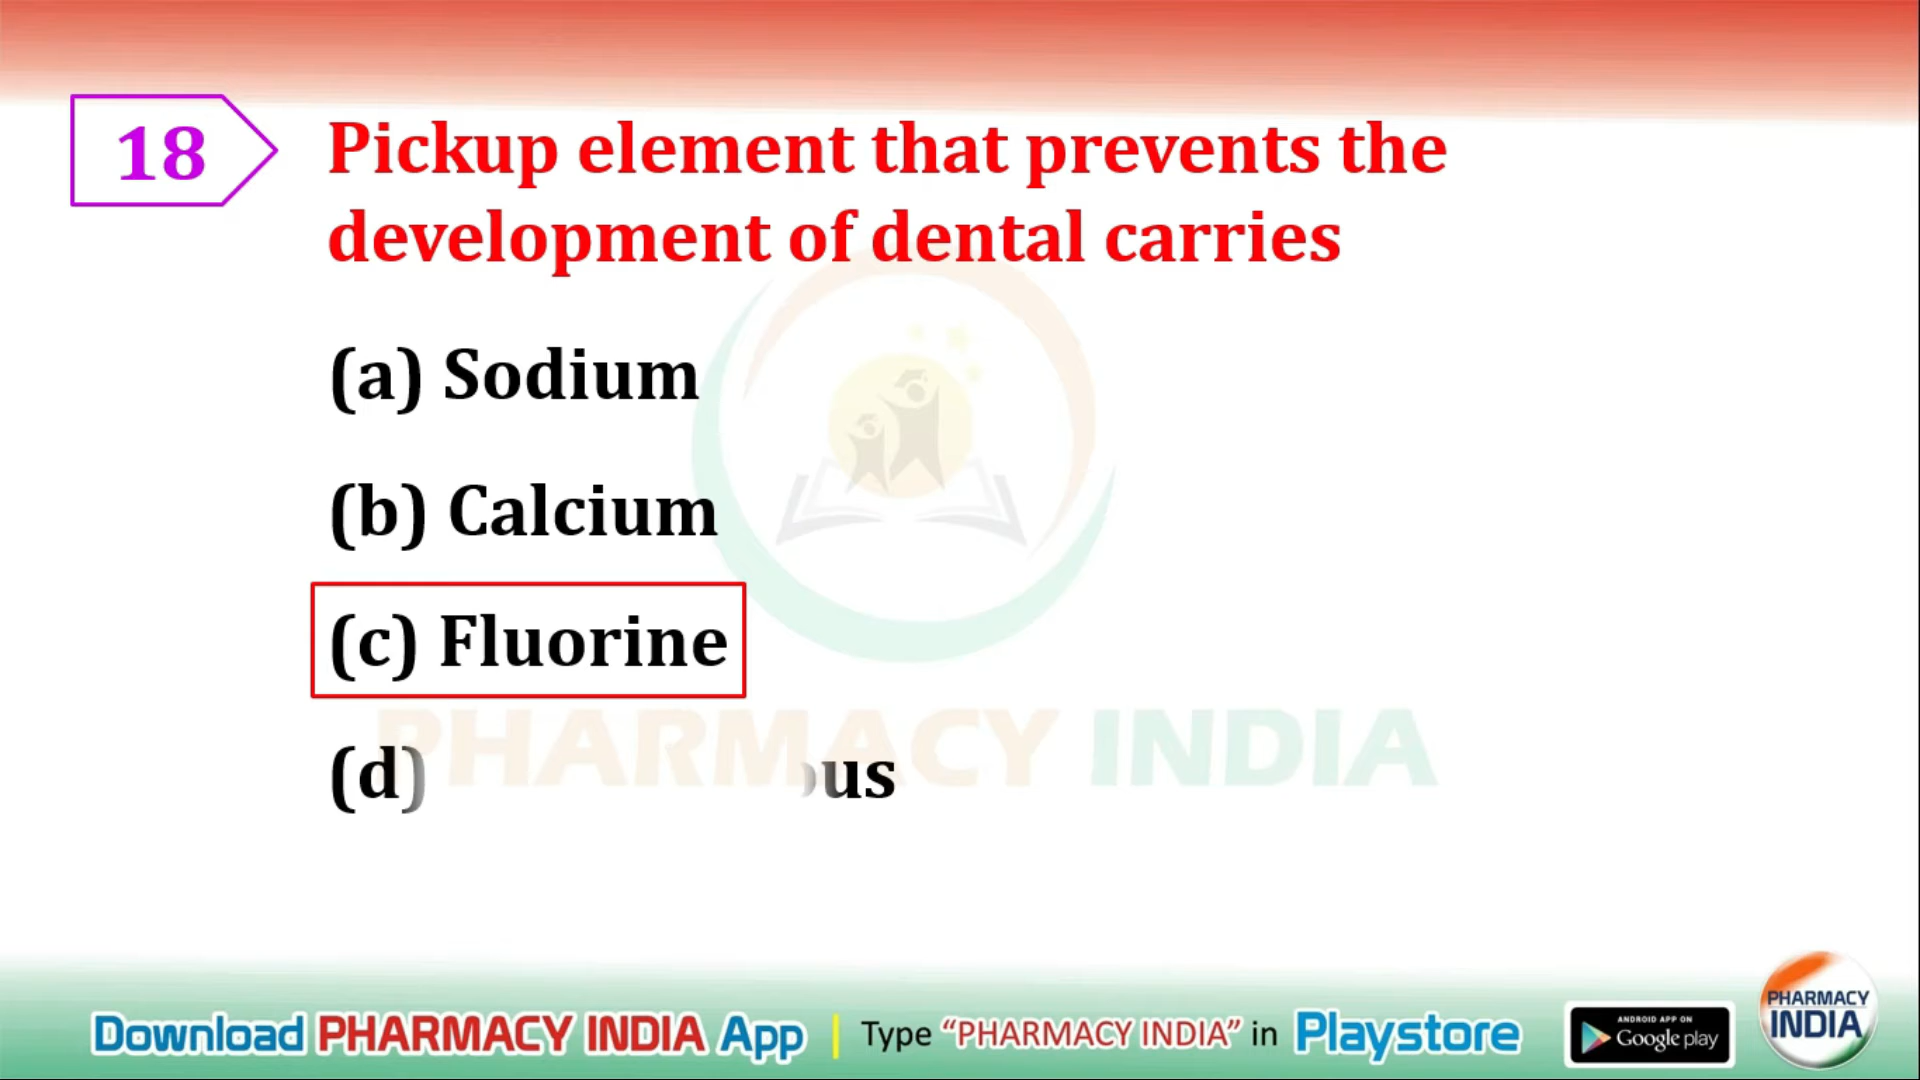 18
Pickup element that prevents the
development of dental carries
(a) Sodium
(b) Calcium
(c) Fluorine
(d)
PHARMACY INDIA
Download PHARMACY INDIA App | Type “PHARMACY INDIA” in Playstore
ANDROID APP ON
Google play
PHARMACY
INDIA